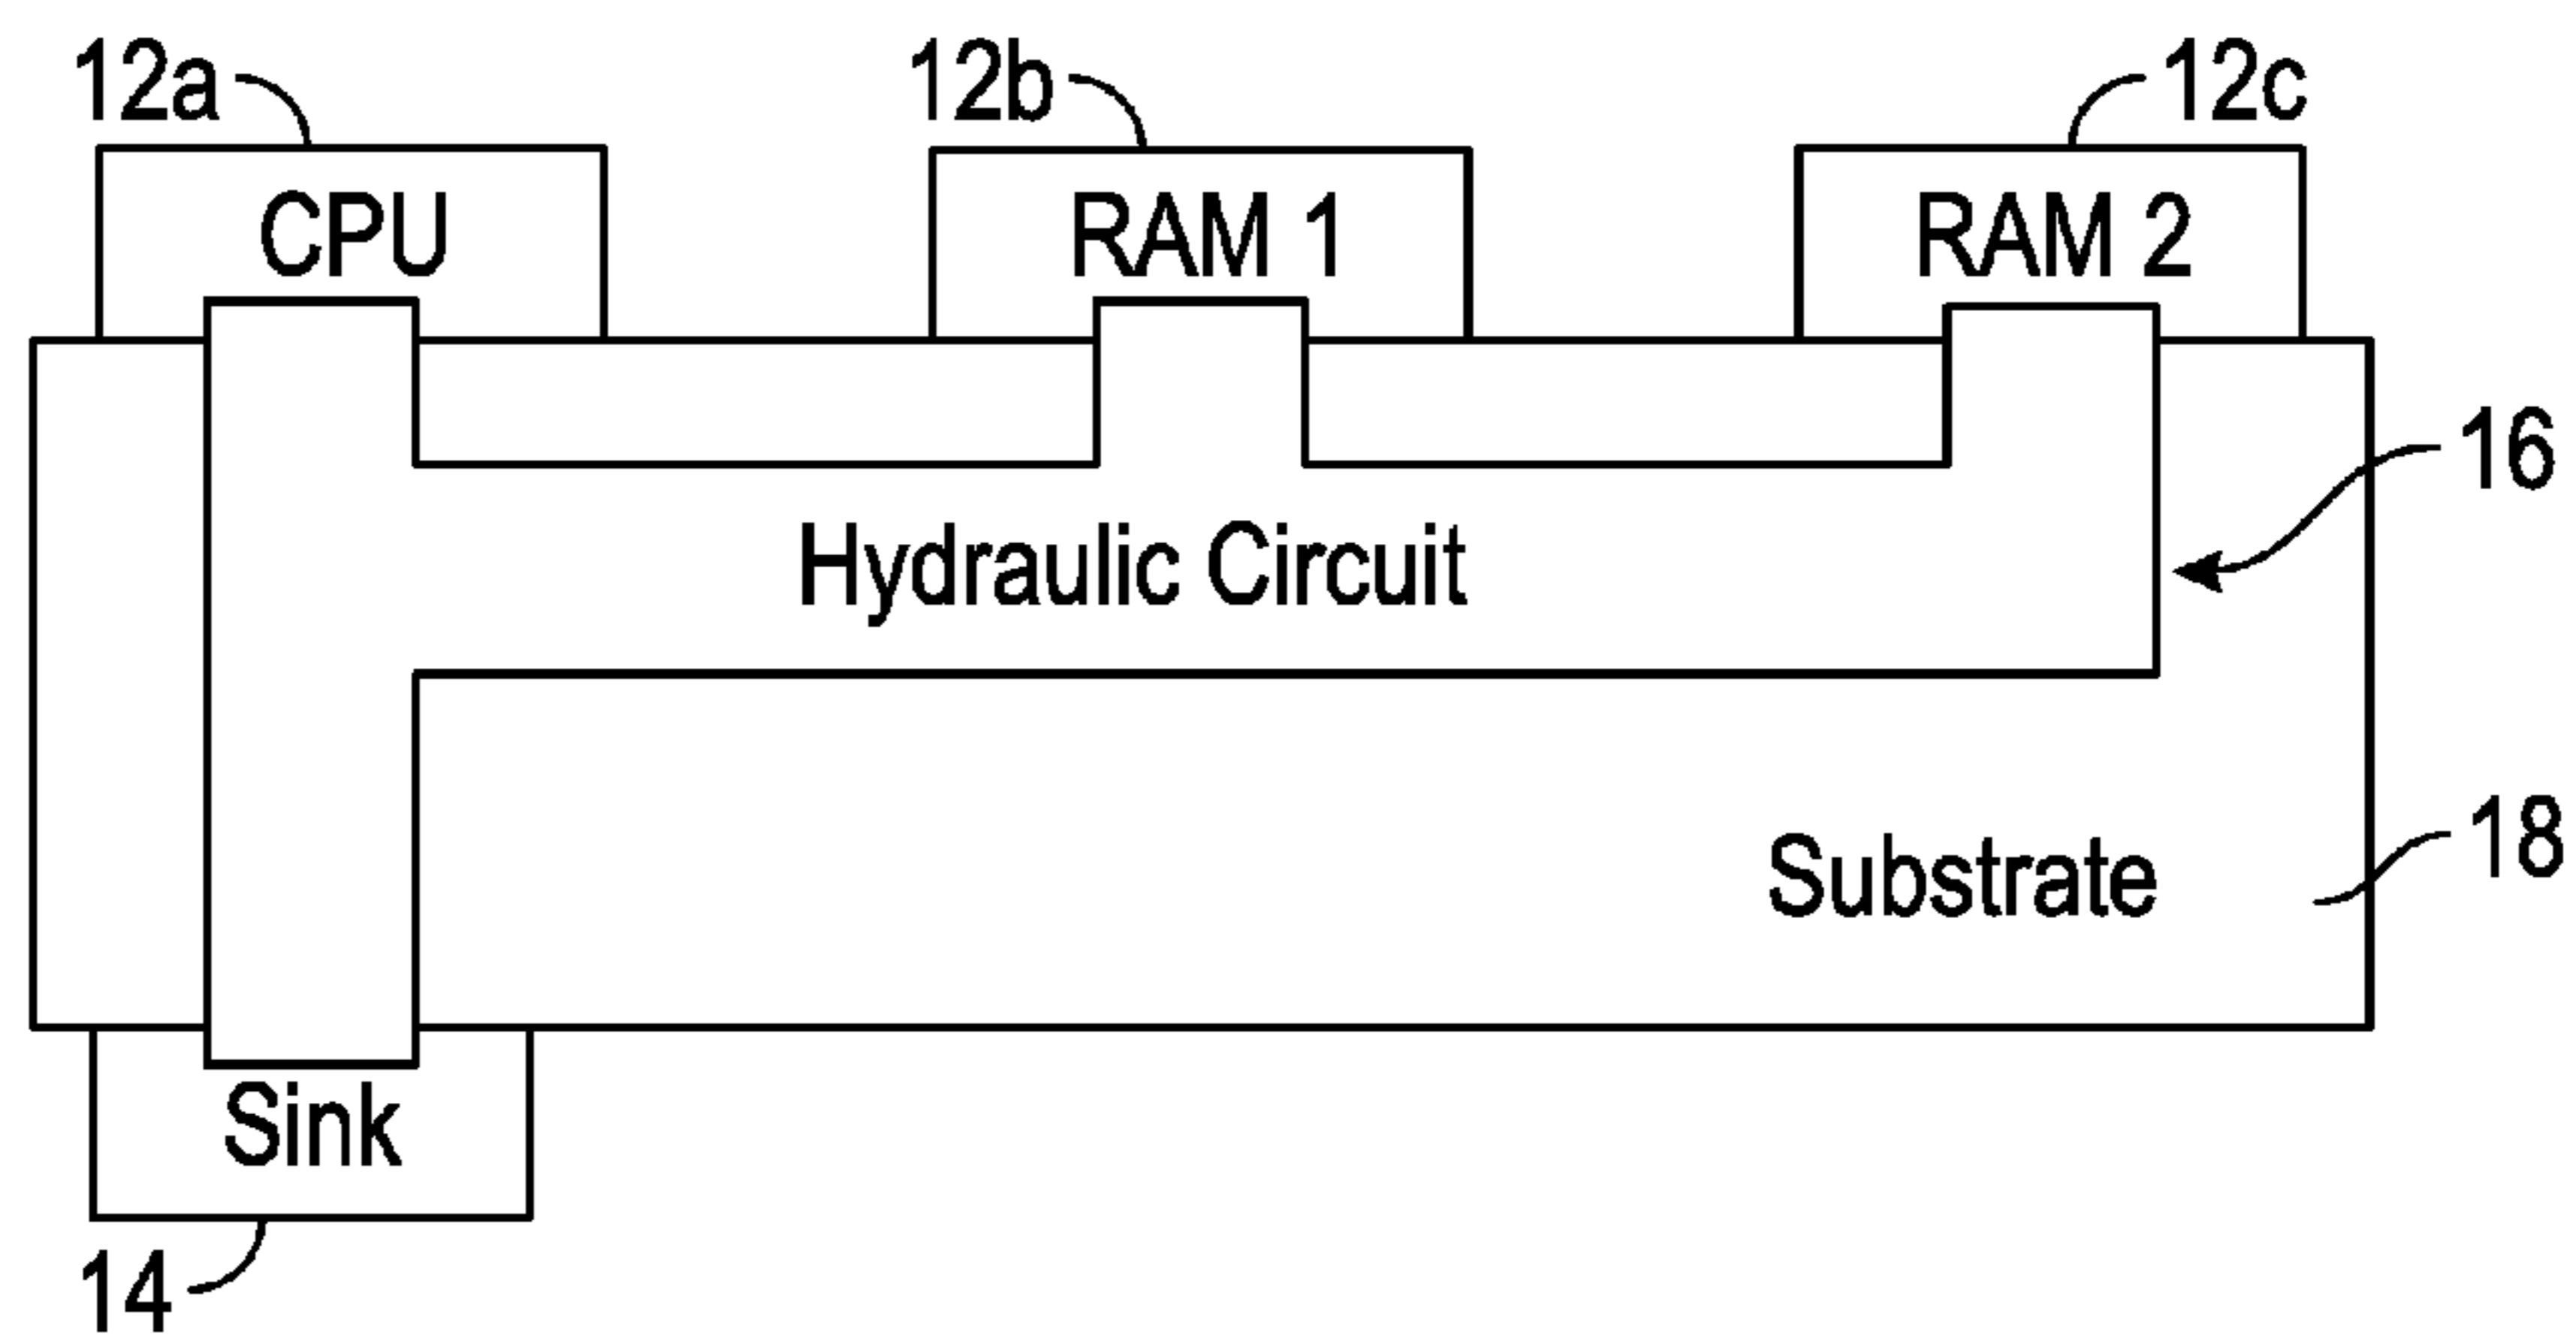 12a
12b
12c
CPU
RAM 1
RAM 2
16
Hydraulic Circuit
18
Substrate
Sink
14